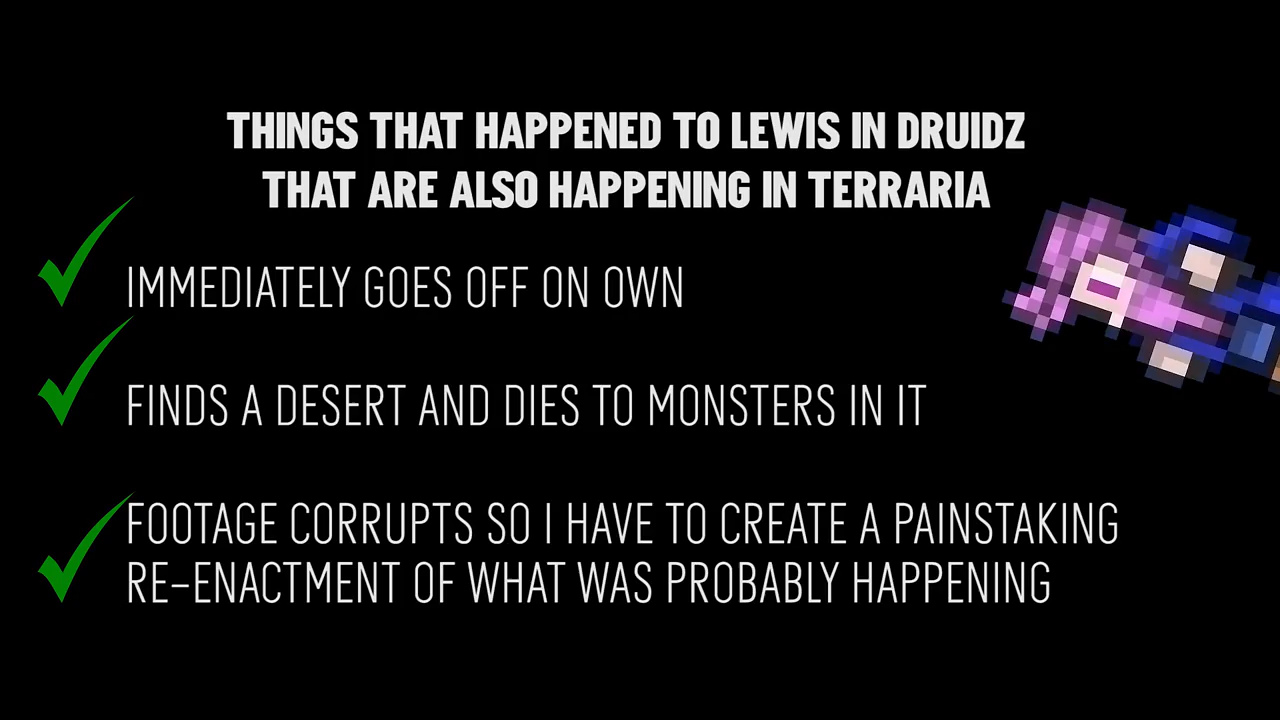 THINGS THAT HAPPENED TO LEWIS IN DRUIDZ
THAT ARE ALSO HAPPENING IN TERRARIA
IMMEDIATELY GOES OFF ON OWN
FINDS A DESERT AND DIES TO MONSTERS IN IT
FOOTAGE CORRUPTS SO I HAVE TO CREATE A PAINSTAKING
RE-ENACTMENT OF WHAT WAS PROBABLY HAPPENING